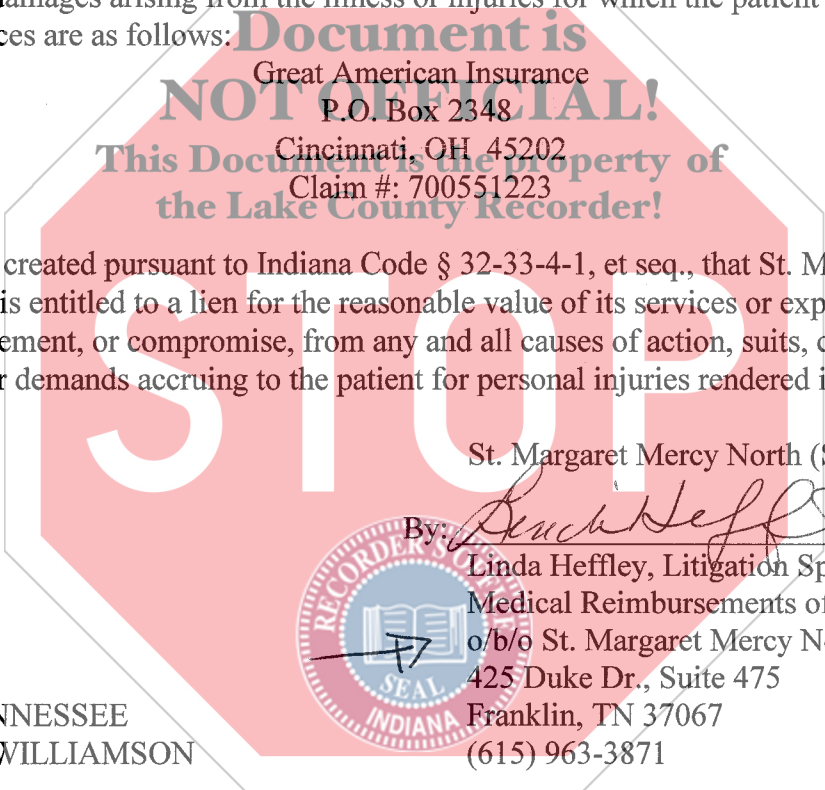 damages arising from the illness or injuries for which the patient
ces are as follows:
Document is
NOT OFFICIAL!
This Document is the property of
the Lake County Recorder!
Great American Insurance
P.O. Box 2348
Cincinnati, OH 45202
Claim #: 700551223
created pursuant to Indiana Code § 32-33-4-1, et seq., that St. M
is entitled to a lien for the reasonable value of its services or exp
ement, or compromise, from any and all causes of action, suits, c
r demands accruing to the patient for personal injuries rendered i
STOP
St. Margaret Mercy North (S
By:
Linda Heffley, Litigation Sp
Medical Reimbursements of
o/b/o St. Margaret Mercy N
425 Duke Dr., Suite 475
Franklin, TN 37067
(615) 963-3871
RECORDER'S OFFICE
SEAL
INDIANA
NNESSEE
WILLIAMSON